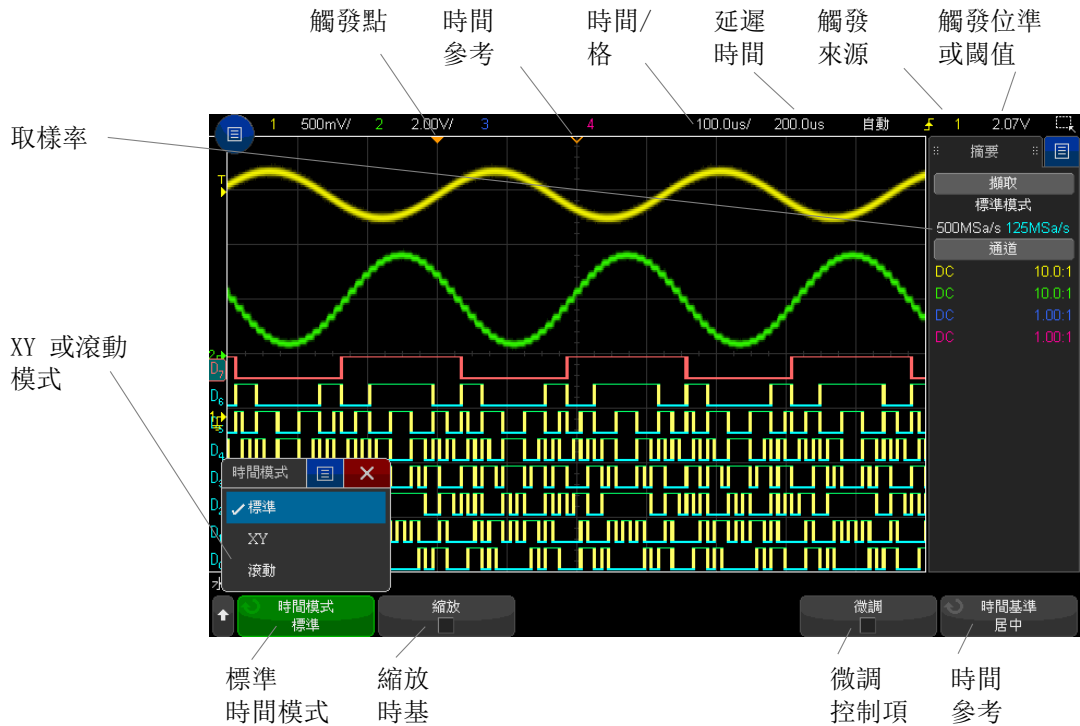 觸發點
時間
參考
時間/
格
延遲
時間
觸發
來源
觸發位準
或閾值
取樣率
1 500mV/ 2 2.00V/ 3 4 100.0us/ 200.0us 自動 1 2.07V
摘要
擷取
標準模式
500MSa/s 125MSa/s
通道
DC 10.0:1
DC 10.0:1
DC 1.00:1
DC 1.00:1
T
2
D7
D6
D4
XY 或滾動
模式
時間模式
標準
XY
滾動
時間模式
標準
縮放
微調
時間基準
居中
標準
時間模式
縮放
時基
微調
控制項
時間
參考